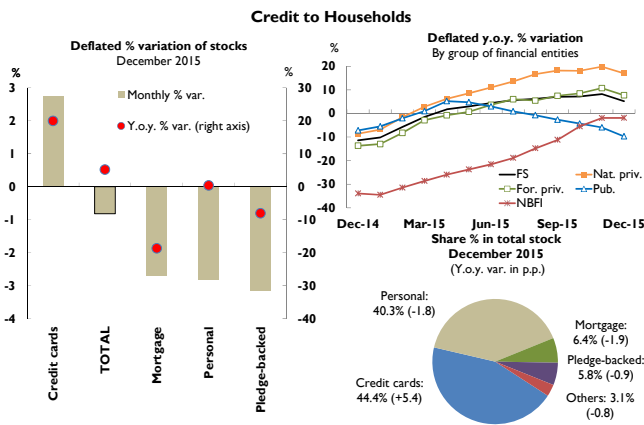 Credit to Households
Deflated % variation of stocks
December 2015
% %
3 30
2 20
1 10
0 0
-1 -10
-2 -20
-3 -30
-4 -40
Monthly % var.
Y.o.y. % var. (right axis)
Credit cards
TOTAL
Mortgage
Personal
Pledge-backed
Deflated y.o.y. % variation
By group of financial entities
%
20
10
0
-10
-20
-30
-40
FS Nat. priv.
For. priv. Pub.
NBFI
Dec-14 Mar-15 Jun-15 Sep-15 Dec-15
Share % in total stock
December 2015
(Y.o.y. var. in p.p.)
Personal:
40.3% (-1.8)
Mortgage:
6.4% (-1.9)
Pledge-backed:
5.8% (-0.9)
Others: 3.1%
(-0.8)
Credit cards:
44.4% (+5.4)